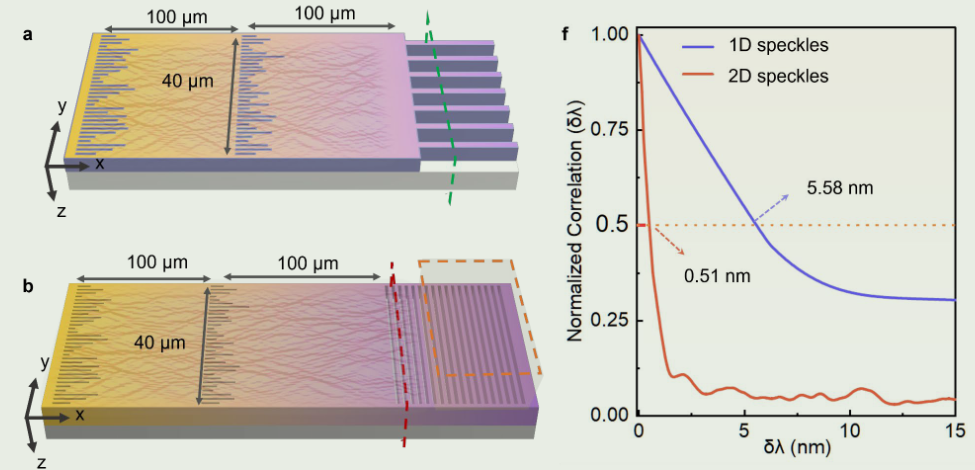 a
100 μm
100 μm
40 μm
y
x
z
b
100 μm
100 μm
40 μm
y
x
z
f
1D speckles
2D speckles
5.58 nm
0.51 nm
1.00
0.75
0.5
0.25
0.00
Normalized Correlation (δλ)
0
5
10
15
δλ (nm)